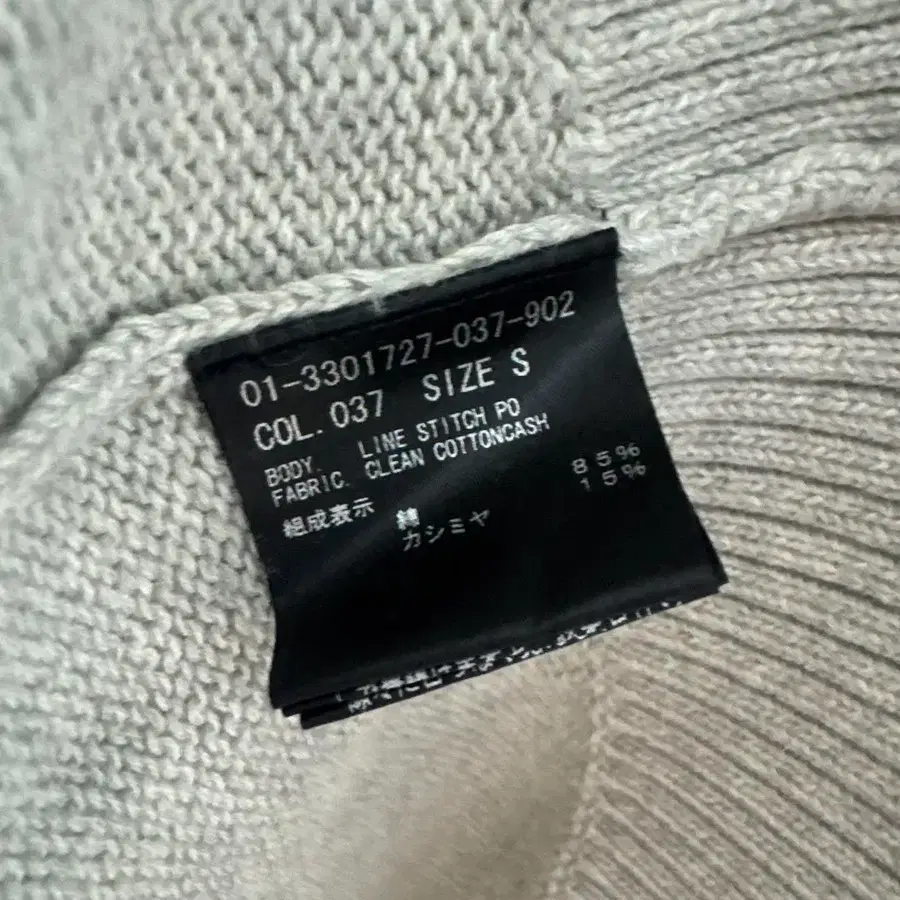 01-3301727-037-902
COL. 037 SIZE S
BODY. LINE STITCH PO
FABRIC. CLEAN COTTONCASH
組成表示 綿 85%
カシミヤ 15%